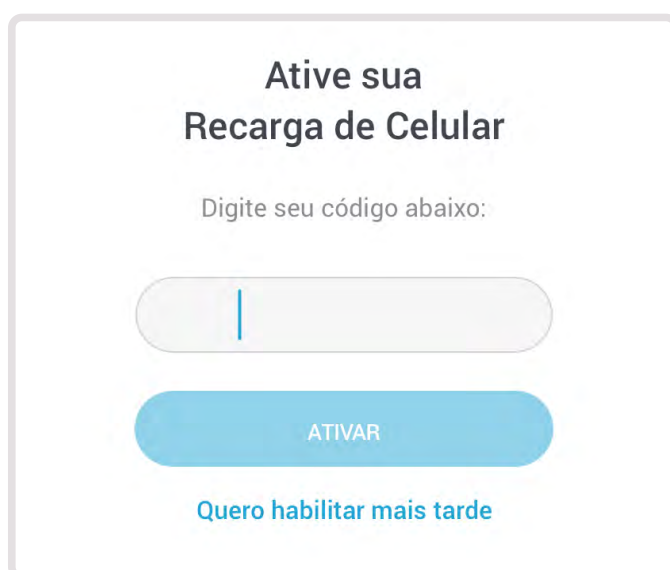 Ative sua
Recarga de Celular
Digite seu código abaixo:
ATIVAR
Quero habilitar mais tarde